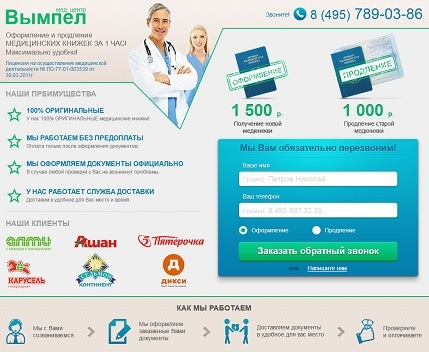 мед. центр
Вымпел
Звоните! 8 (495) 789-03-86
Оформление и продление
МЕДИЦИНСКИХ КНИЖЕК ЗА 1 ЧАС!
Максимально удобно!
Лицензия на осуществление медицинской
деятельности № ЛО-77-01-003539 от
30.03.2011г
ОФОРМЛЕНИЕ
ПРОДЛЕНИЕ
1 500 р.
Получение новой
медкнижки
1 000 р.
Продление старой
медкнижки
НАШИ ПРЕИМУЩЕСТВА
100% ОРИГИНАЛЬНЫЕ
У нас 100% ОРИГИНАЛЬНЫЕ медицинские книжки!
МЫ РАБОТАЕМ БЕЗ ПРЕДОПЛАТЫ
Оплата только после оформления документов.
МЫ ОФОРМЛЯЕМ ДОКУМЕНТЫ ОФИЦИАЛЬНО
В случае любой проверки у Вас не возникнут проблемы.
У НАС РАБОТАЕТ СЛУЖБА ДОСТАВКИ
Доставим в удобное для Вас место и время.
Мы Вам обязательно перезвоним!
Ваше имя
Пример: Петров Николай
Ваш телефон
Пример: 8 495 987 32 55
Оформление
Продление
Заказать обратный звонок
или Напишите нам
НАШИ КЛИЕНТЫ
Ашан
Пятёрочка
КАРУСЕЛЬ
гипермаркет
СЕДЬМОЙ
КОНТИНЕНТ
Д
ДИКСИ
КАК МЫ РАБОТАЕМ
Мы с Вами
созваниваемся
Мы оформляем
заказанные Вами
документы
Доставляем документы
в удобное для вас место
Проверяете
и оплачиваете